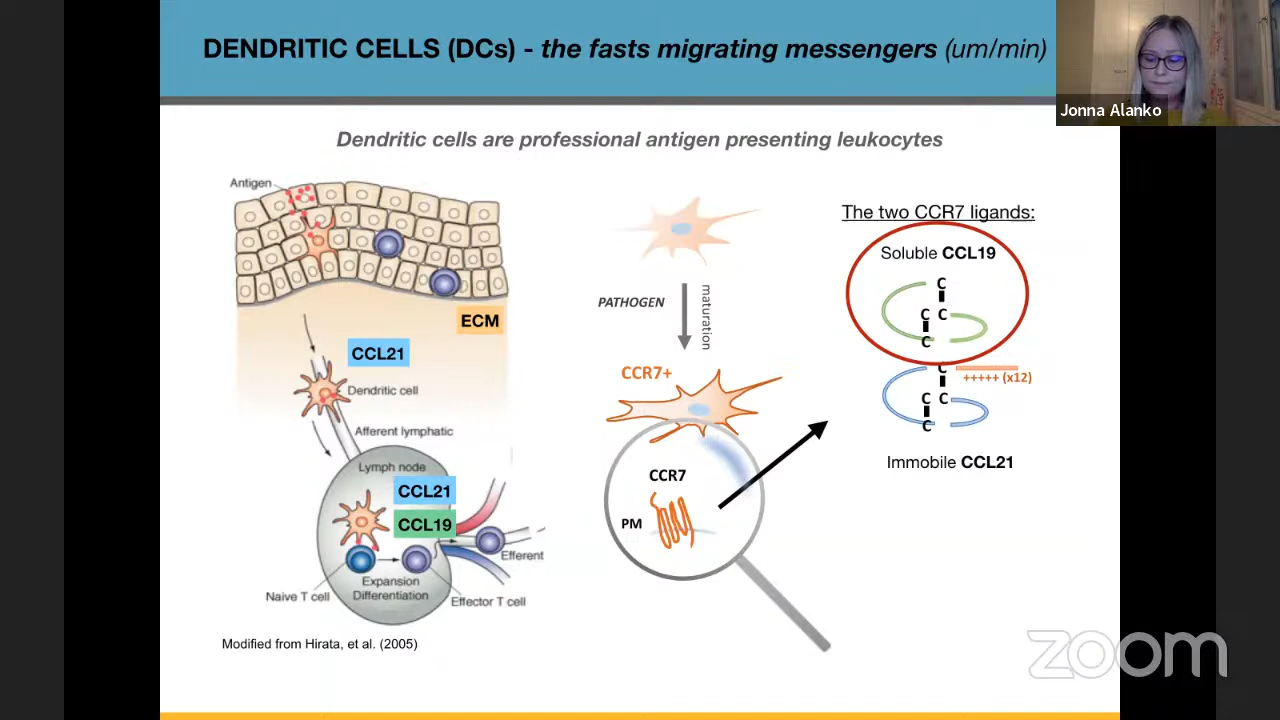 DENDRITIC CELLS (DCs) - the fasts migrating messengers (um/min)
Jonna Alanko
Dendritic cells are professional antigen presenting leukocytes
Antigen
ECM
CCL21
Dendritic cell
Afferent lymphatic
Lymph node
CCL21
CCL19
Efferent
Expansion
Differentiation
Naive T cell
Effector T cell
Modified from Hirata, et al. (2005)
PATHOGEN
maturation
CCR7+
CCR7
PM
The two CCR7 ligands:
Soluble CCL19
C
C C
C
C
+++++ (x12)
C C
C
Immobile CCL21
zoom